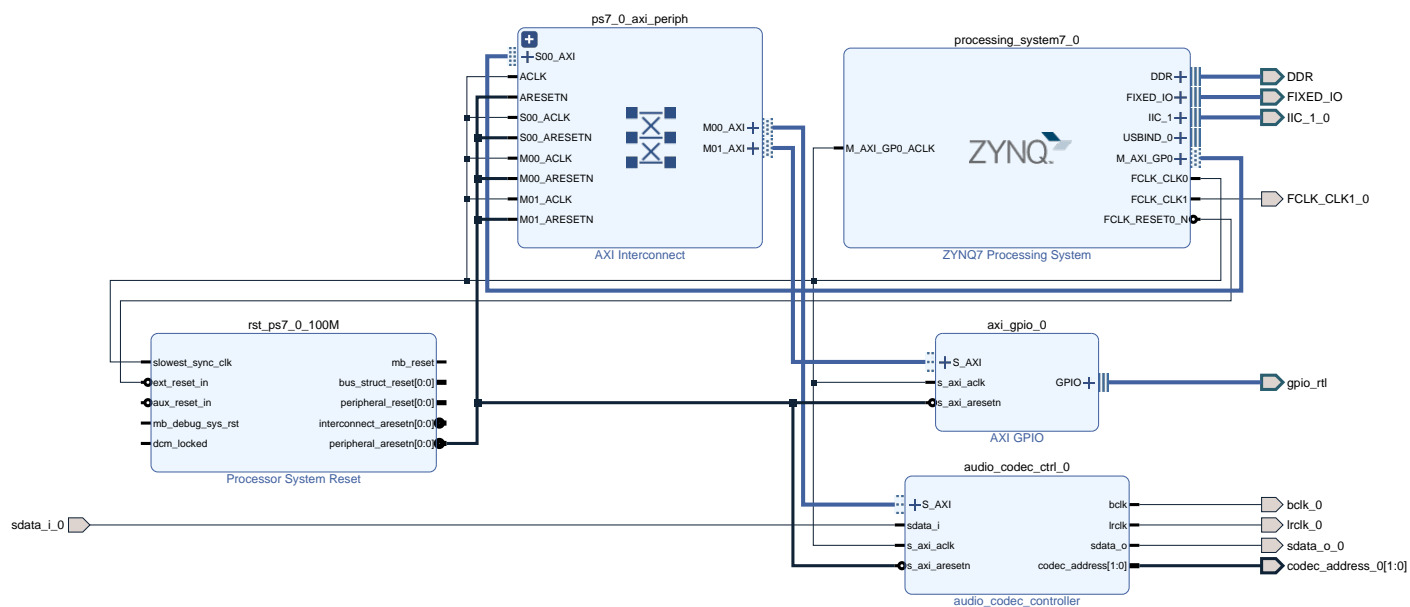 ps7_0_axi_periph
S00_AXI
ACLK
ARESETN
S00_ACLK
S00_ARESETN
M00_ACLK
M00_ARESETN
M01_ACLK
M01_ARESETN
M00_AXI
M01_AXI
AXI Interconnect
processing_system7_0
M_AXI_GP0_ACLK
ZYNQ
DDR
FIXED_IO
IIC_1
USBIND_0
M_AXI_GP0
FCLK_CLK0
FCLK_CLK1
FCLK_RESET0_N
ZYNQ7 Processing System
DDR
FIXED_IO
IIC_1_0
FCLK_CLK1_0
rst_ps7_0_100M
slowest_sync_clk
ext_reset_in
aux_reset_in
mb_debug_sys_rst
dcm_locked
mb_reset
bus_struct_reset[0:0]
peripheral_reset[0:0]
interconnect_aresetn[0:0]
peripheral_aresetn[0:0]
Processor System Reset
axi_gpio_0
S_AXI
s_axi_aclk
s_axi_aresetn
GPIO
AXI GPIO
gpio_rtl
sdata_i_0
audio_codec_ctrl_0
S_AXI
sdata_i
s_axi_aclk
s_axi_aresetn
bclk
lrclk
sdata_o
codec_address[1:0]
audio_codec_controller
bclk_0
lrclk_0
sdata_o_0
codec_address_0[1:0]